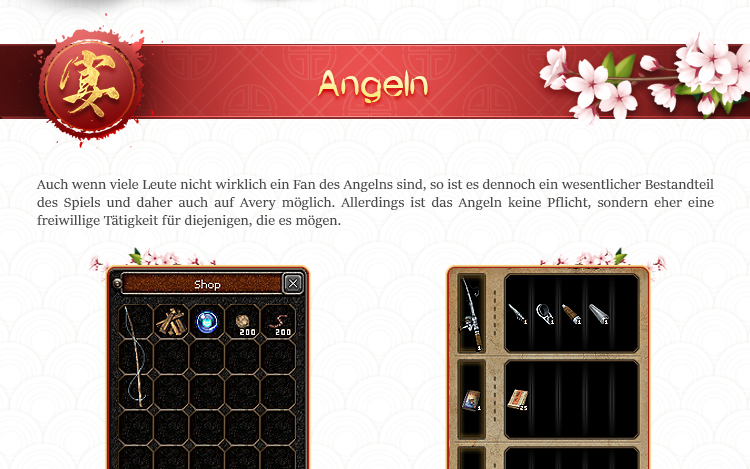 宴
Angeln
Auch wenn viele Leute nicht wirklich ein Fan des Angelns sind, so ist es dennoch ein wesentlicher Bestandteil
des Spiels und daher auch auf Avery möglich. Allerdings ist das Angeln keine Pflicht, sondern eher eine
freiwillige Tätigkeit für diejenigen, die es mögen.
Shop
200 200
1 1 1 1 1
1 25